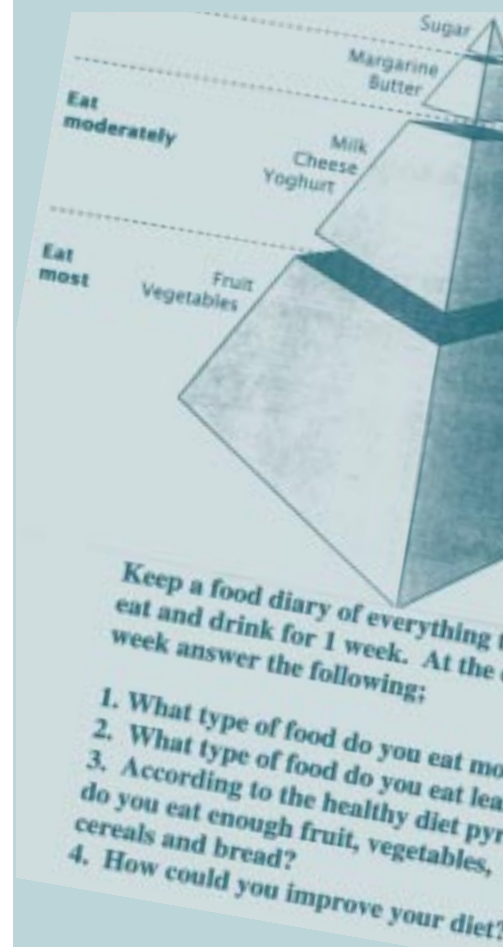 Sugar
Margarine
Butter
Eat
moderately
Milk
Cheese
Yoghurt
Eat
most
Fruit
Vegetables
Keep a food diary of everything
eat and drink for 1 week. At the
week answer the following;
1. What type of food do you eat
2. What type of food do you eat
3. According to the healthy diet
do you eat enough fruit, vegetables,
cereals and bread?
4. How could you improve your diet?